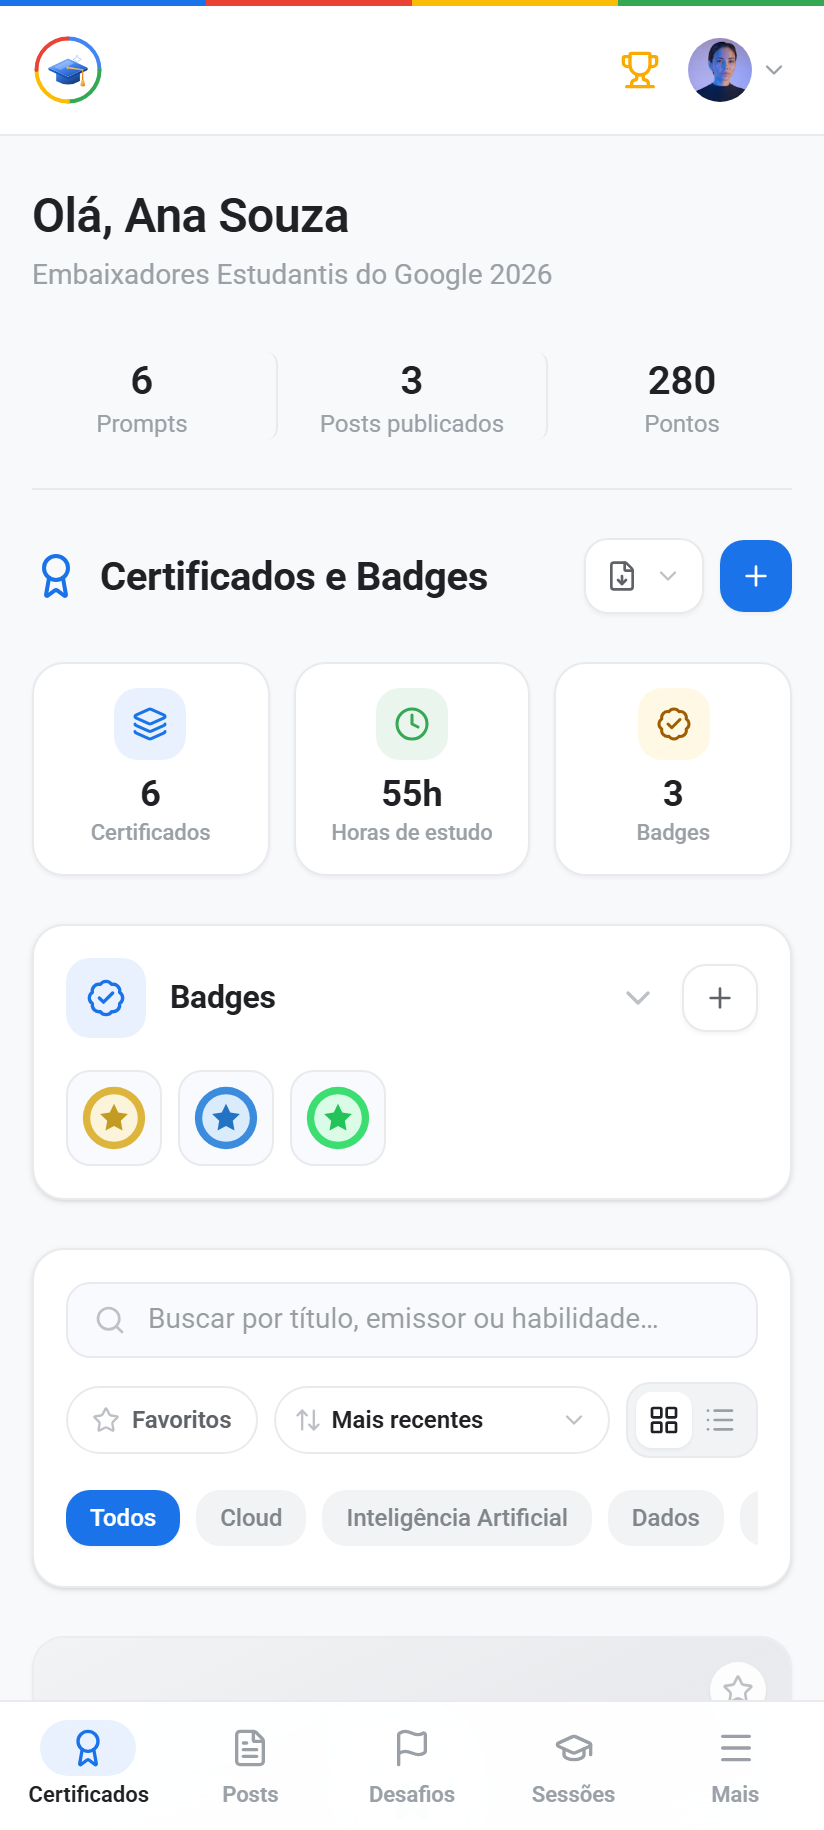 Olá, Ana Souza
Embaixadores Estudantis do Google 2026
6
Prompts
3
Posts publicados
280
Pontos
Certificados e Badges
6
Certificados
55h
Horas de estudo
3
Badges
Badges
Buscar por título, emissor ou habilidade...
Favoritos
Mais recentes
Todos
Cloud
Inteligência Artificial
Dados
Certificados
Posts
Desafios
Sessões
Mais